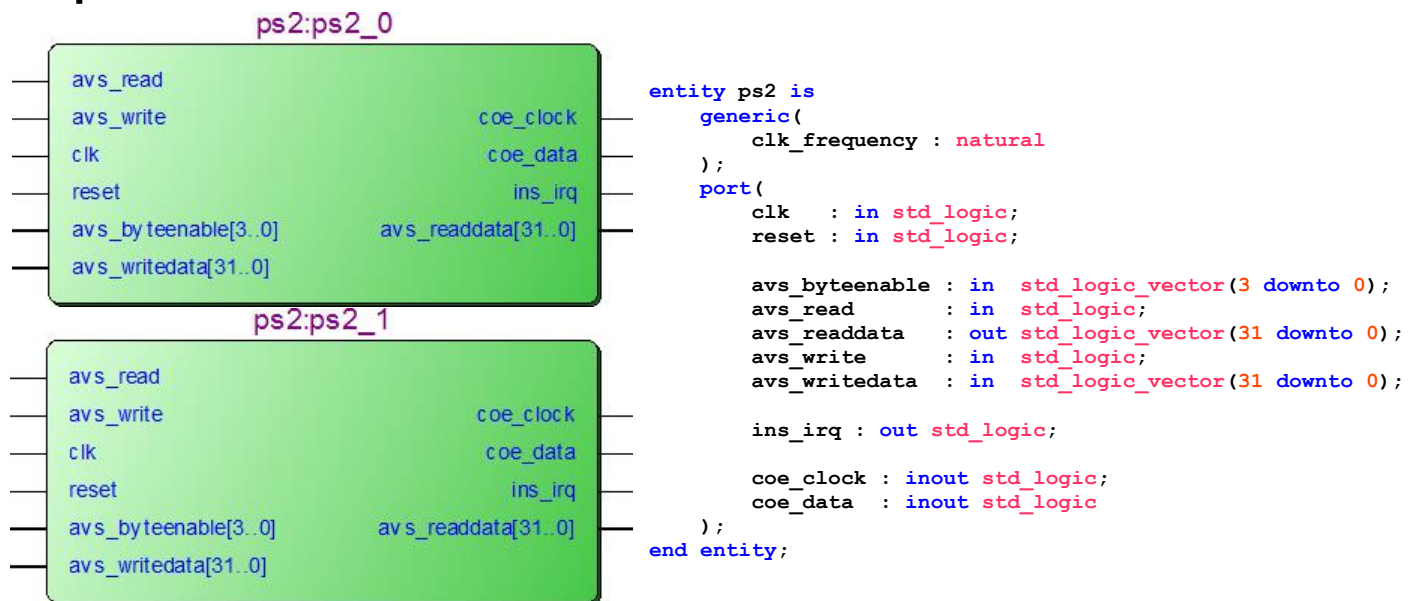 ps2:ps2_0
avs_read
avs_write
clk
reset
avs_byteenable[3..0]
avs_writedata[31..0]
coe_clock
coe_data
ins_irq
avs_readdata[31..0]
ps2:ps2_1
avs_read
avs_write
clk
reset
avs_byteenable[3..0]
avs_writedata[31..0]
coe_clock
coe_data
ins_irq
avs_readdata[31..0]
entity ps2 is
    generic(
        clk_frequency : natural
    );
    port(
        clk   : in std_logic;
        reset : in std_logic;

        avs_byteenable : in  std_logic_vector(3 downto 0);
        avs_read       : in  std_logic;
        avs_readdata   : out std_logic_vector(31 downto 0);
        avs_write      : in  std_logic;
        avs_writedata  : in  std_logic_vector(31 downto 0);

        ins_irq : out std_logic;

        coe_clock : inout std_logic;
        coe_data  : inout std_logic
    );
end entity;